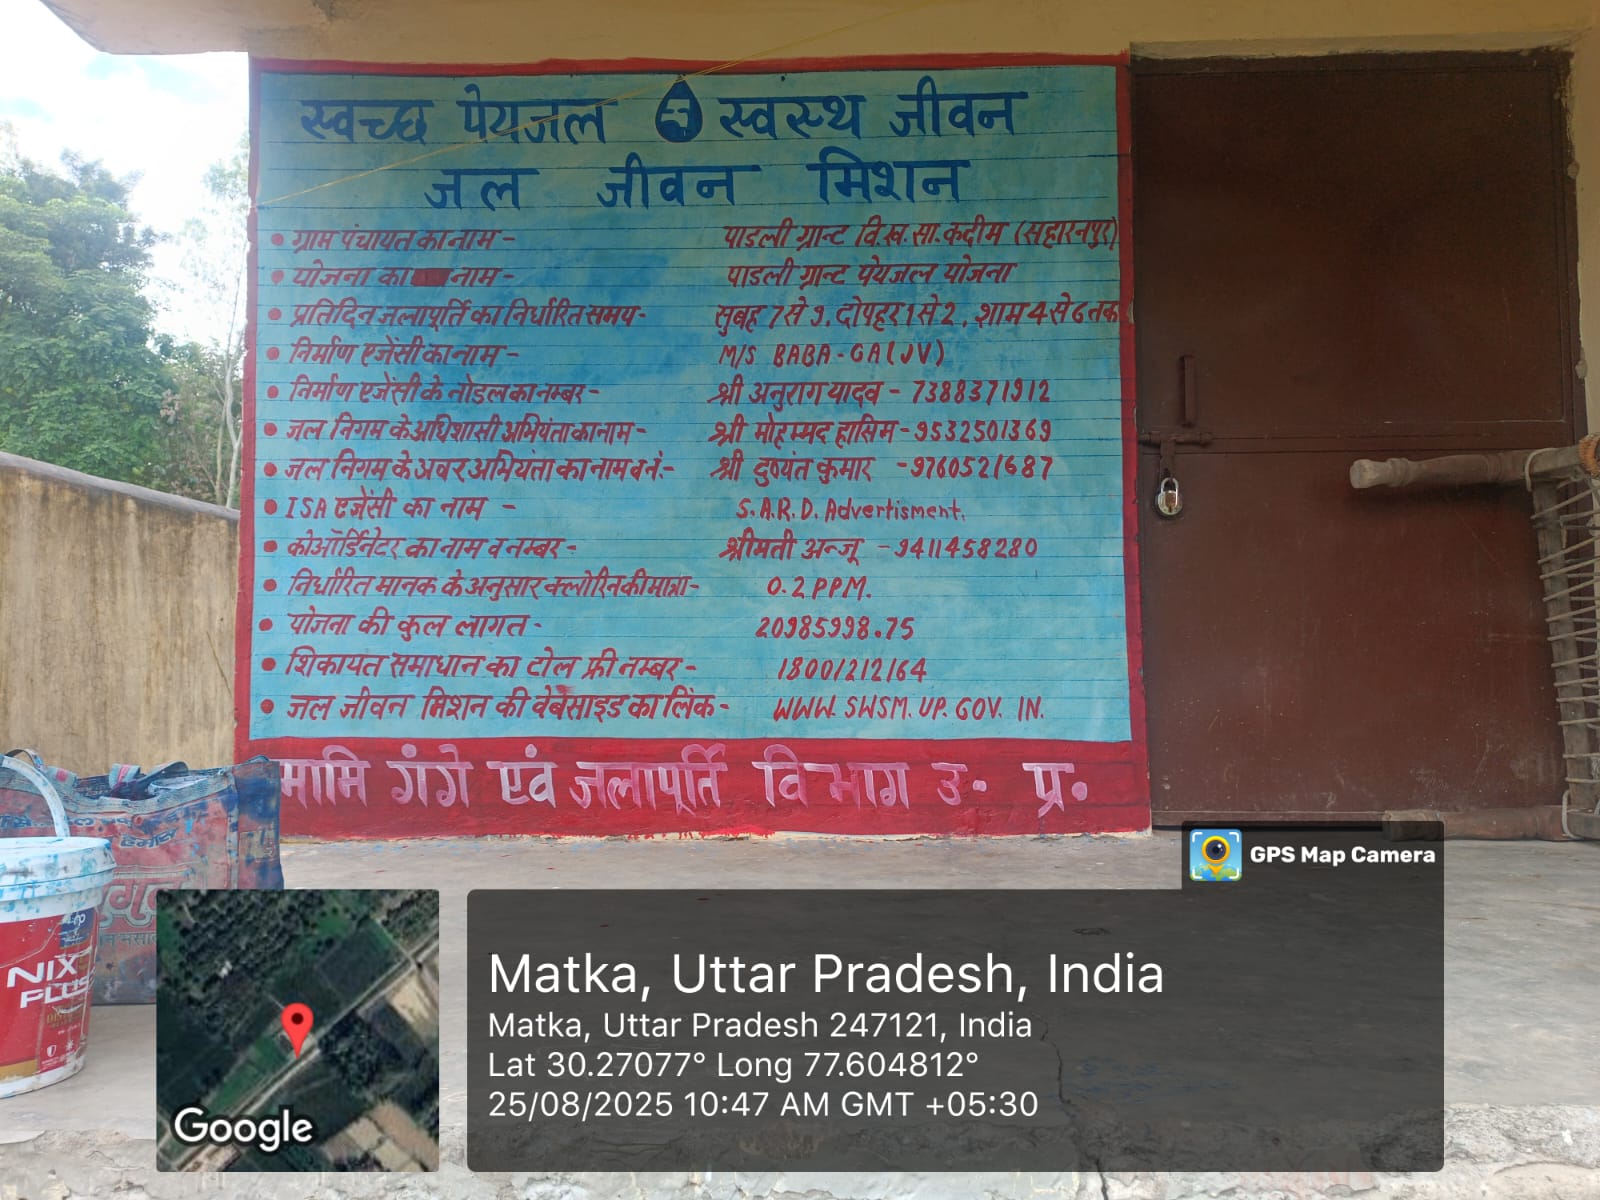 स्वच्छ पेयजल स्वस्थ जीवन
जल जीवन मिशन
• ग्राम पंचायत का नाम - पाडली ग्रान्ट वि.ख. सा. कदीम (सहारनपुर)
• योजना का नाम - पाडली ग्रान्ट पेयजल योजना
• प्रतिदिन जलापूर्ति का निर्धारित समय- सुबह 7 से 9, दोपहर 1 से 2, शाम 4 से 6 तक
• निर्माण एजेंसी का नाम - M/S BABA-GA(JV)
• निर्माण एजेंसी के नोडल का नम्बर- श्री अनुराग यादव - 7388371912
• जल निगम के अधिशासी अभियंता का नाम- श्री मोहम्मद हासिम - 9532501369
• जल निगम के अवर अभियंता का नाम व नं:- श्री दुष्यंत कुमार - 9760521687
• ISA एजेंसी का नाम - S.A.R.D. Advertisment.
• कोऑर्डिनेटर का नाम व नम्बर - श्रीमती अन्जू - 9411458280
• निर्धारित मानक के अनुसार क्लोरिन की मात्रा- 0.2 PPM.
• योजना की कुल लागत - 20985998.75
• शिकायत समाधान का टोल फ्री नम्बर - 18001212164
• जल जीवन मिशन की वेबेसाइड का लिंक- WWW. SWSM. UP. GOV. IN.
मामि गंगे एवं जलापूर्ति विभाग उ. प्र.
NIX
PLUS
GPS Map Camera
Matka, Uttar Pradesh, India
Matka, Uttar Pradesh 247121, India
Lat 30.27077° Long 77.604812°
25/08/2025 10:47 AM GMT +05:30
Google